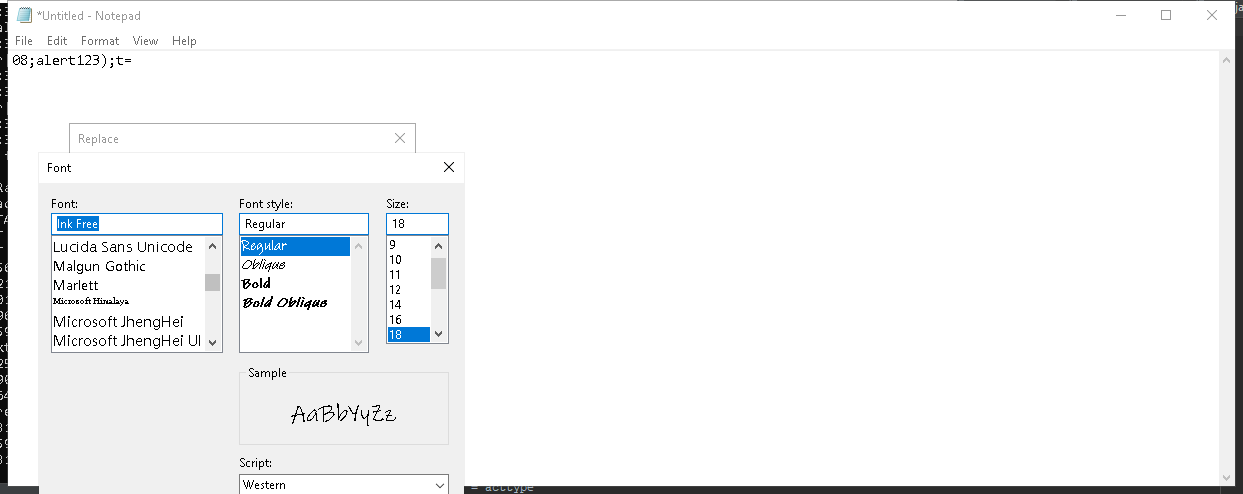 *Untitled - Notepad
File Edit Format View Help
08;alert123);t=
Replace
Font
Font: Font style: Size:
Ink Free Regular 18
Lucida Sans Unicode Regular 9
Malgun Gothic Oblique 10
Marlett Bold 11
Microsoft Himalaya Bold Oblique 12
Microsoft JhengHei 14
Microsoft JhengHei UI 16
18
Sample
AaBbYyZz
Script:
Western
= acctype